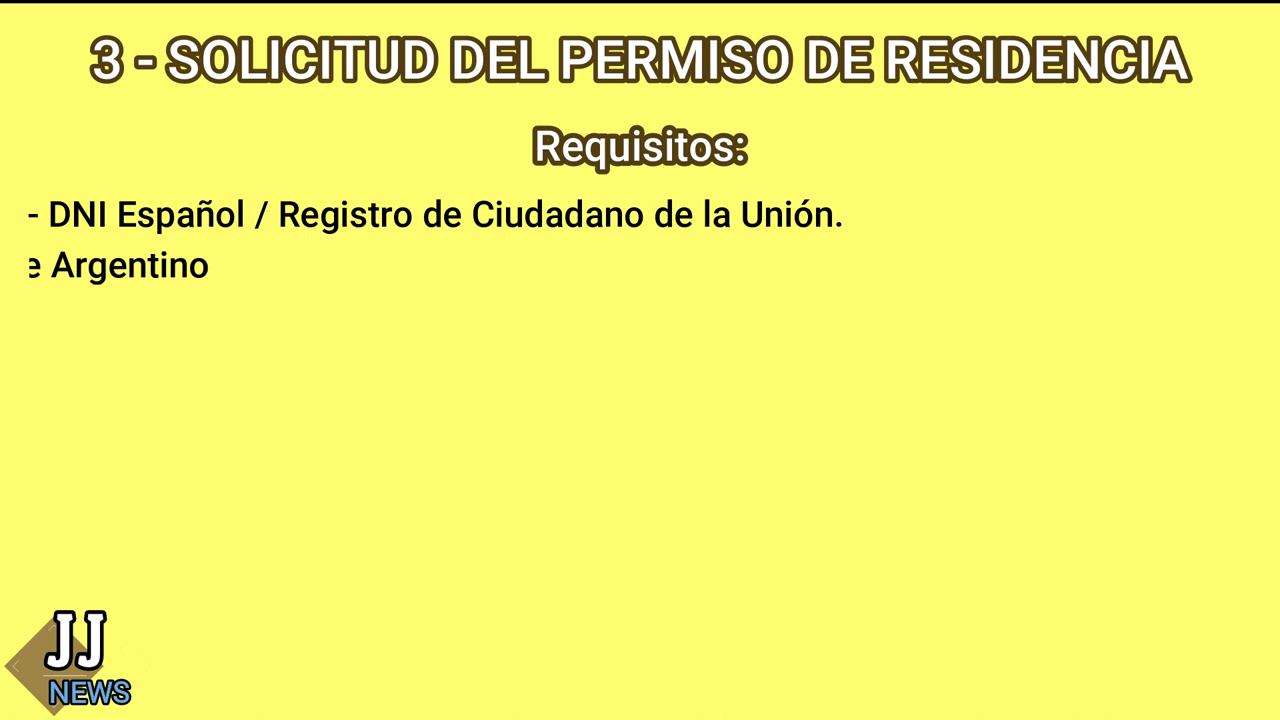 3 - SOLICITUD DEL PERMISO DE RESIDENCIA
Requisitos:
- DNI Español / Registro de Ciudadano de la Unión.
e Argentino
JJ
NEWS